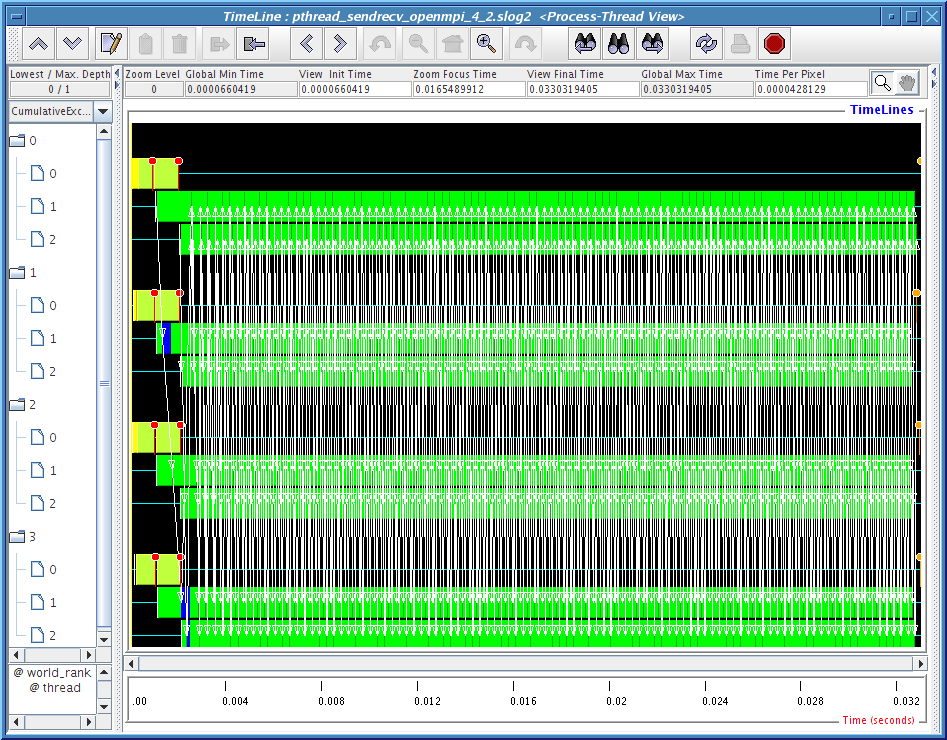 TimeLine : pthread_sendrecv_openmpi_4_2.slog2 <Process-Thread View>
Lowest / Max. Depth Zoom Level Global Min Time View Init Time Zoom Focus Time View Final Time Global Max Time Time Per Pixel
0 / 1 0 0.0000660419 0.0000660419 0.0165489912 0.0330319405 0.0330319405 0.0000428129
CumulativeExc...
TimeLines
0
0
1
2
1
0
1
2
2
0
1
2
3
0
1
2
@ world_rank
@ thread
.00 0.004 0.008 0.012 0.016 0.02 0.024 0.028 0.032
Time (seconds)